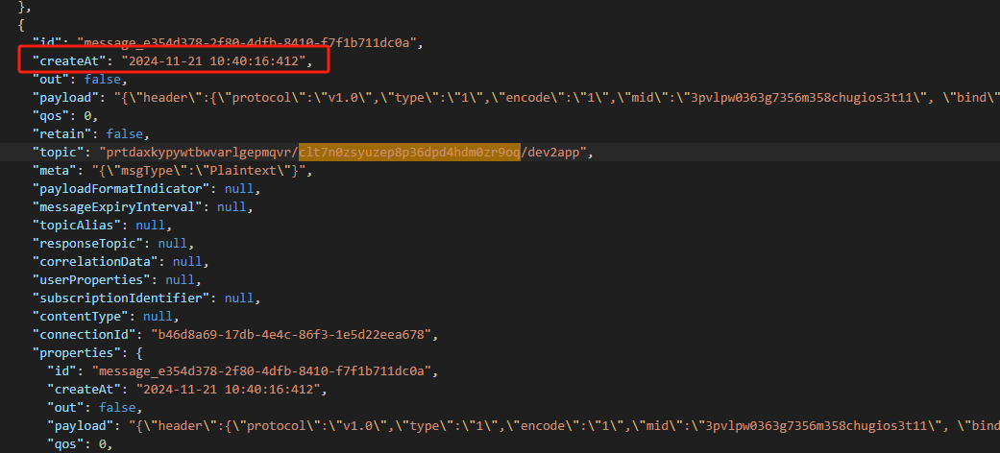 },
{
"id": "message_e354d378-2f80-4dfb-8410-f7f1b711dc0a",
"createAt": "2024-11-21 10:40:16:412",
"out": false,
"payload": "{\"header\":{\"protocol\":\"v1.0\",\"type\":\"1\",\"encode\":\"1\",\"mid\":\"3pvlpw0363g7356m358chugios3t11\", \"bind\"
"qos": 0,
"retain": false,
"topic": "prtdaxkypywtbwvarlgepmqvr/clt7n0zsyuzep8p36dpd4hdm0zr9oq/dev2app",
"meta": "{\"msgType\":\"Plaintext\"}",
"payloadFormatIndicator": null,
"messageExpiryInterval": null,
"topicAlias": null,
"responseTopic": null,
"correlationData": null,
"userProperties": null,
"subscriptionIdentifier": null,
"contentType": null,
"connectionId": "b46d8a69-17db-4e4c-86f3-1e5d22eea678",
"properties": {
"id": "message_e354d378-2f80-4dfb-8410-f7f1b711dc0a",
"createAt": "2024-11-21 10:40:16:412",
"out": false,
"payload": "{\"header\":{\"protocol\":\"v1.0\",\"type\":\"1\",\"encode\":\"1\",\"mid\":\"3pvlpw0363g7356m358chugios3t11\", \"bind
"qos": 0,